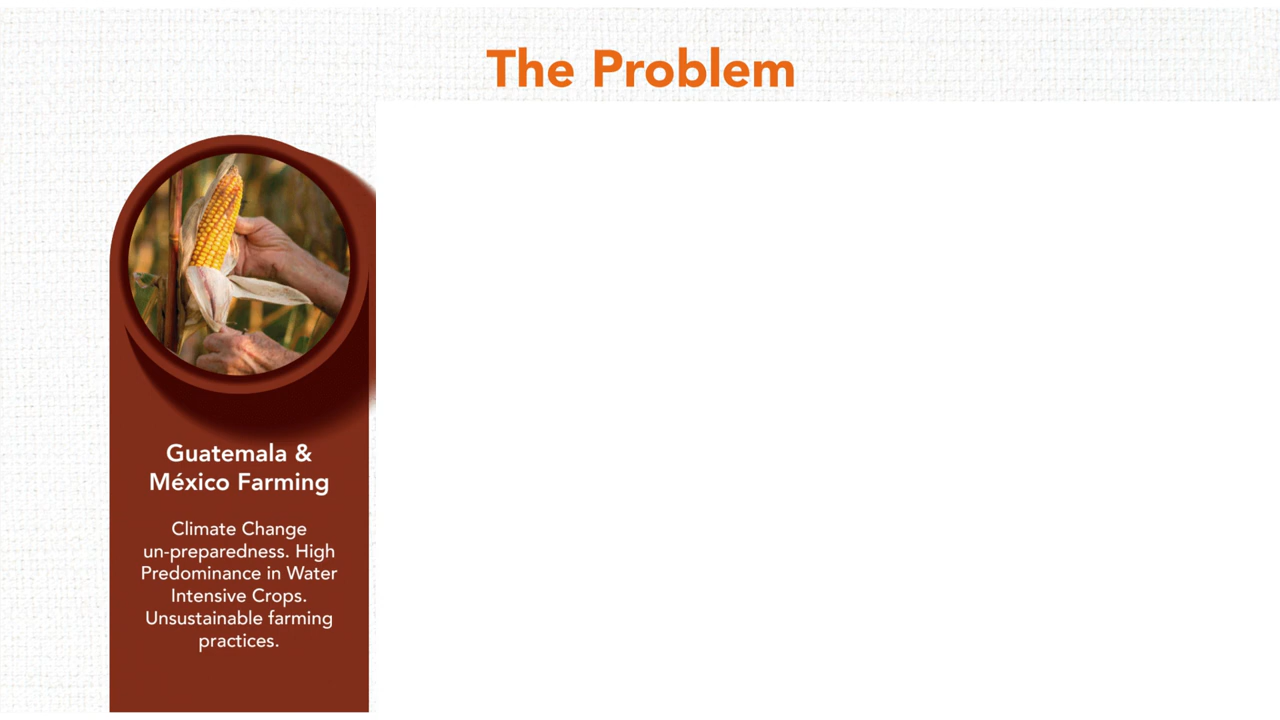 The Problem
Guatemala &
México Farming
Climate Change
un-preparedness. High
Predominance in Water
Intensive Crops.
Unsustainable farming
practices.